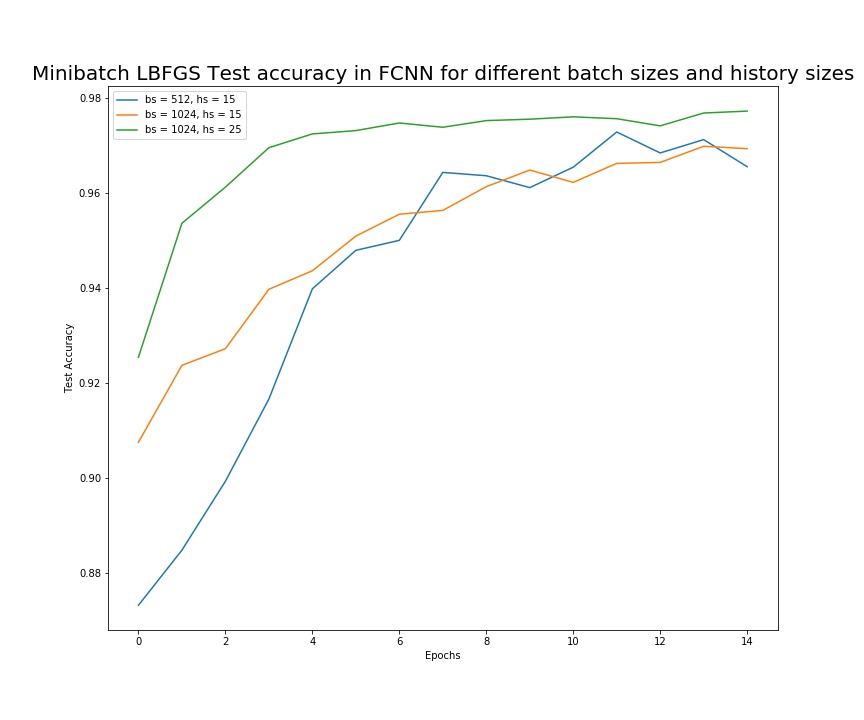 Minibatch LBFGS Test accuracy in FCNN for different batch sizes and history sizes
bs = 512, hs = 15
bs = 1024, hs = 15
bs = 1024, hs = 25
0.98
0.96
0.94
0.92
0.90
0.88
Test Accuracy
0 2 4 6 8 10 12 14
Epochs